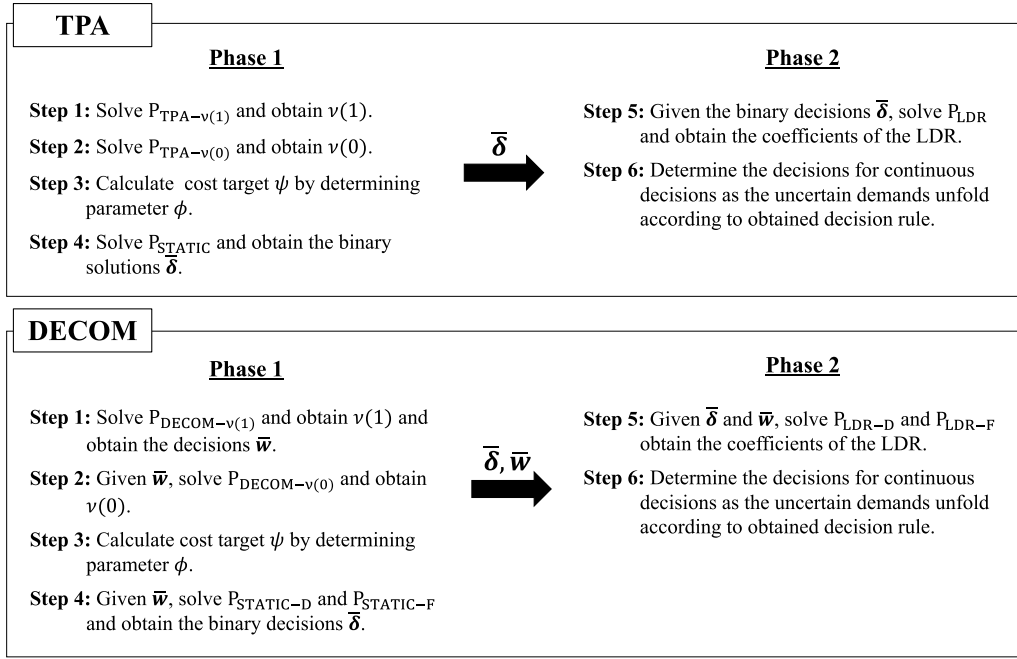 TPA
Phase 1
Step 1: Solve P_TPA−ν(1) and obtain ν(1).
Step 2: Solve P_TPA−ν(0) and obtain ν(0).
Step 3: Calculate cost target ψ by determining
parameter ϕ.
Step 4: Solve P_STATIC and obtain the binary
solutions δ̅.
δ̅
Phase 2
Step 5: Given the binary decisions δ̅, solve P_LDR
and obtain the coefficients of the LDR.
Step 6: Determine the decisions for continuous
decisions as the uncertain demands unfold
according to obtained decision rule.
DECOM
Phase 1
Step 1: Solve P_DECOM−ν(1) and obtain ν(1) and
obtain the decisions w̅.
Step 2: Given w̅, solve P_DECOM−ν(0) and obtain
ν(0).
Step 3: Calculate cost target ψ by determining
parameter ϕ.
Step 4: Given w̅, solve P_STATIC−D and P_STATIC−F
and obtain the binary decisions δ̅.
δ̅, w̅
Phase 2
Step 5: Given δ̅ and w̅, solve P_LDR−D and P_LDR−F
obtain the coefficients of the LDR.
Step 6: Determine the decisions for continuous
decisions as the uncertain demands unfold
according to obtained decision rule.